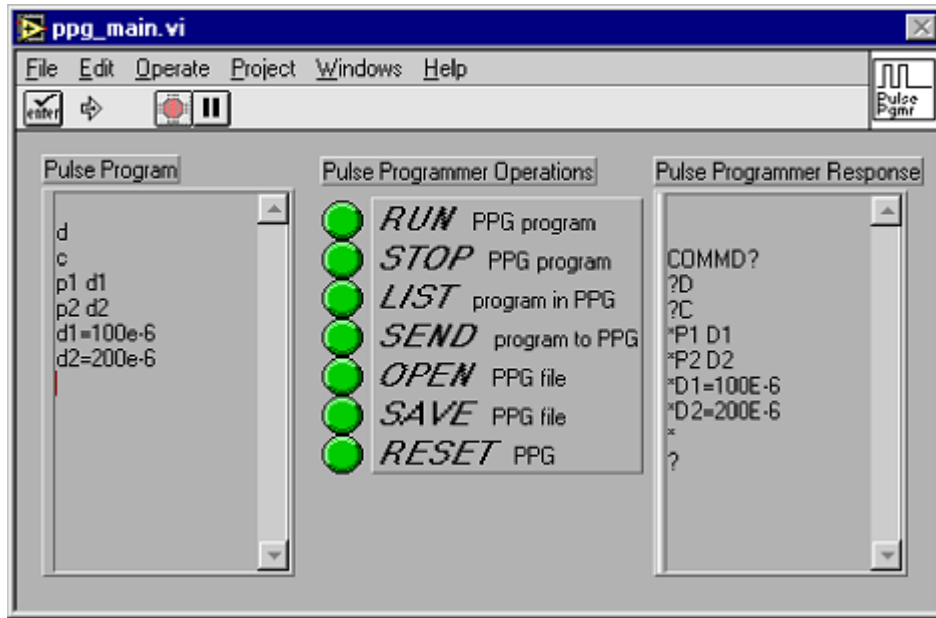 ppg_main.vi
File Edit Operate Project Windows Help
enter
Pulse
Pgmr
Pulse Program
d
c
p1 d1
p2 d2
d1=100e-6
d2=200e-6
Pulse Programmer Operations
RUN PPG program
STOP PPG program
LIST program in PPG
SEND program to PPG
OPEN PPG file
SAVE PPG file
RESET PPG
Pulse Programmer Response
COMMD?
?D
?C
*P1 D1
*P2 D2
*D1=100E-6
*D2=200E-6
*
?